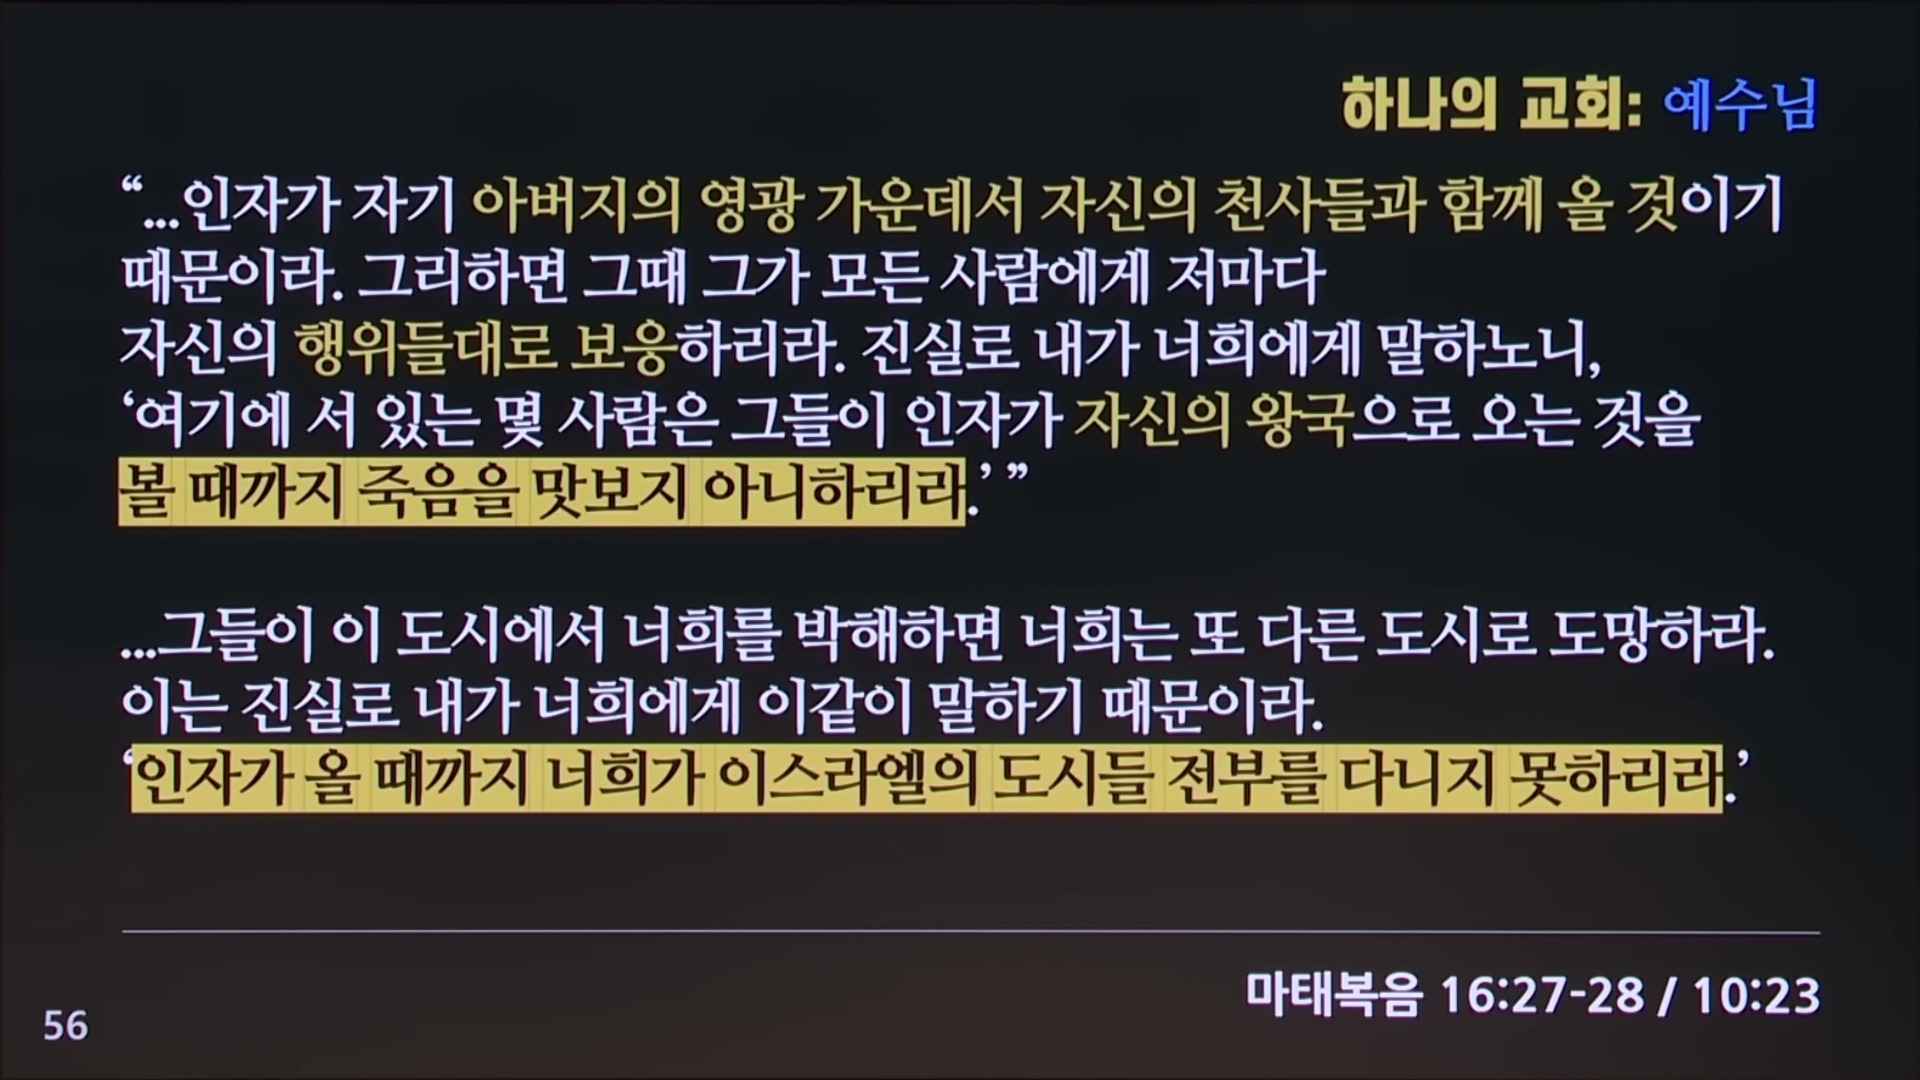 하나의 교회: 예수님
“...인자가 자기 아버지의 영광 가운데서 자신의 천사들과 함께 올 것이기
때문이라. 그리하면 그때 그가 모든 사람에게 저마다
자신의 행위들대로 보응하리라. 진실로 내가 너희에게 말하노니,
‘여기에 서 있는 몇 사람은 그들이 인자가 자신의 왕국으로 오는 것을
볼 때까지 죽음을 맛보지 아니하리라.’ ”
...그들이 이 도시에서 너희를 박해하면 너희는 또 다른 도시로 도망하라.
이는 진실로 내가 너희에게 이같이 말하기 때문이라.
‘인자가 올 때까지 너희가 이스라엘의 도시들 전부를 다니지 못하리라.’
마태복음 16:27-28 / 10:23
56